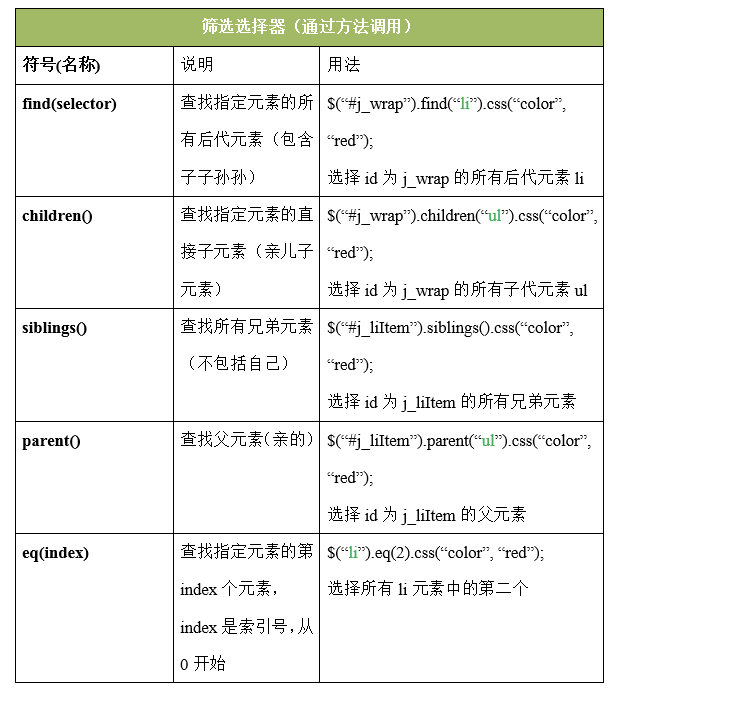 筛选选择器（通过方法调用）
符号(名称)
说明
用法
find(selector)
查找指定元素的所
有后代元素（包含
子子孙孙）
$(“#j_wrap”).find(“li”).css(“color”,
“red”);
选择 id 为 j_wrap 的所有后代元素 li
children()
查找指定元素的直
接子元素（亲儿子
元素）
$(“#j_wrap”).children(“ul”).css(“color”,
“red”);
选择 id 为 j_wrap 的所有子代元素 ul
siblings()
查找所有兄弟元素
（不包括自己）
$(“#j_liItem”).siblings().css(“color”,
“red”);
选择 id 为 j_liItem 的所有兄弟元素
parent()
查找父元素（亲的）
$(“#j_liItem”).parent(“ul”).css(“color”,
“red”);
选择 id 为 j_liItem 的父元素
eq(index)
查找指定元素的第
index 个元素，
index 是索引号，从
0 开始
$(“li”).eq(2).css(“color”, “red”);
选择所有 li 元素中的第二个